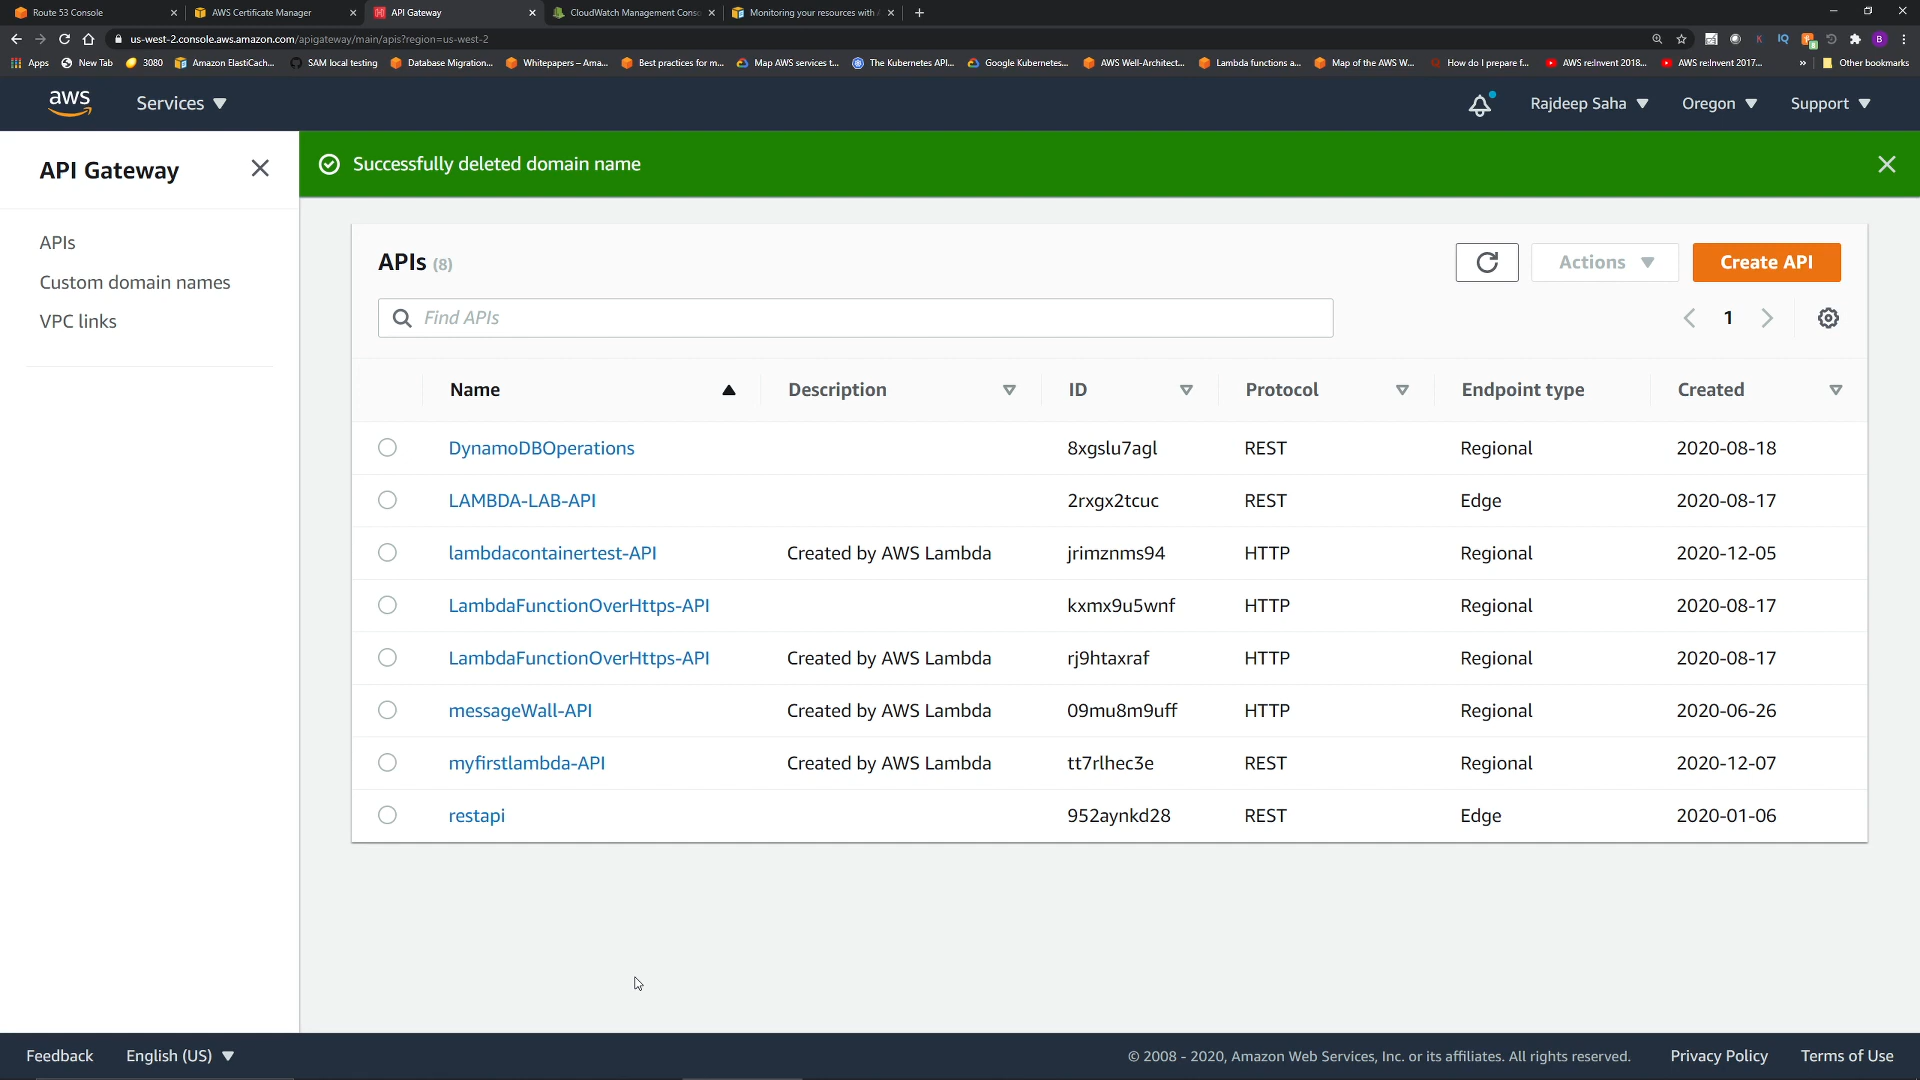 Route 53 Console
AWS Certificate Manager
API Gateway
CloudWatch Management Conso
Monitoring your resources with
us-west-2.console.aws.amazon.com/apigateway/main/apis?region=us-west-2
Apps
New Tab
3080
Amazon ElastiCach...
SAM local testing
Database Migration...
Whitepapers – Ama...
Best practices for m...
Map AWS services t...
The Kubernetes API...
Google Kubernetes...
AWS Well-Architect...
Lambda functions a...
Map of the AWS W...
How do I prepare f...
AWS re:Invent 2018...
AWS re:Invent 2017...
»
Other bookmarks
aws
Services
Rajdeep Saha
Oregon
Support
API Gateway
Successfully deleted domain name
APIs
Custom domain names
VPC links
APIs (8)
Actions
Create API
Find APIs
1
Name Description ID Protocol Endpoint type Created
DynamoDBOperations 8xgslu7agl REST Regional 2020-08-18
LAMBDA-LAB-API 2rxgx2tcuc REST Edge 2020-08-17
lambdacontainertest-API Created by AWS Lambda jrimznms94 HTTP Regional 2020-12-05
LambdaFunctionOverHttps-API kxmx9u5wnf HTTP Regional 2020-08-17
LambdaFunctionOverHttps-API Created by AWS Lambda rj9htaxraf HTTP Regional 2020-08-17
messageWall-API Created by AWS Lambda 09mu8m9uff HTTP Regional 2020-06-26
myfirstlambda-API Created by AWS Lambda tt7rlhec3e REST Regional 2020-12-07
restapi 952aynkd28 REST Edge 2020-01-06
Feedback
English (US)
© 2008 - 2020, Amazon Web Services, Inc. or its affiliates. All rights reserved.
Privacy Policy
Terms of Use